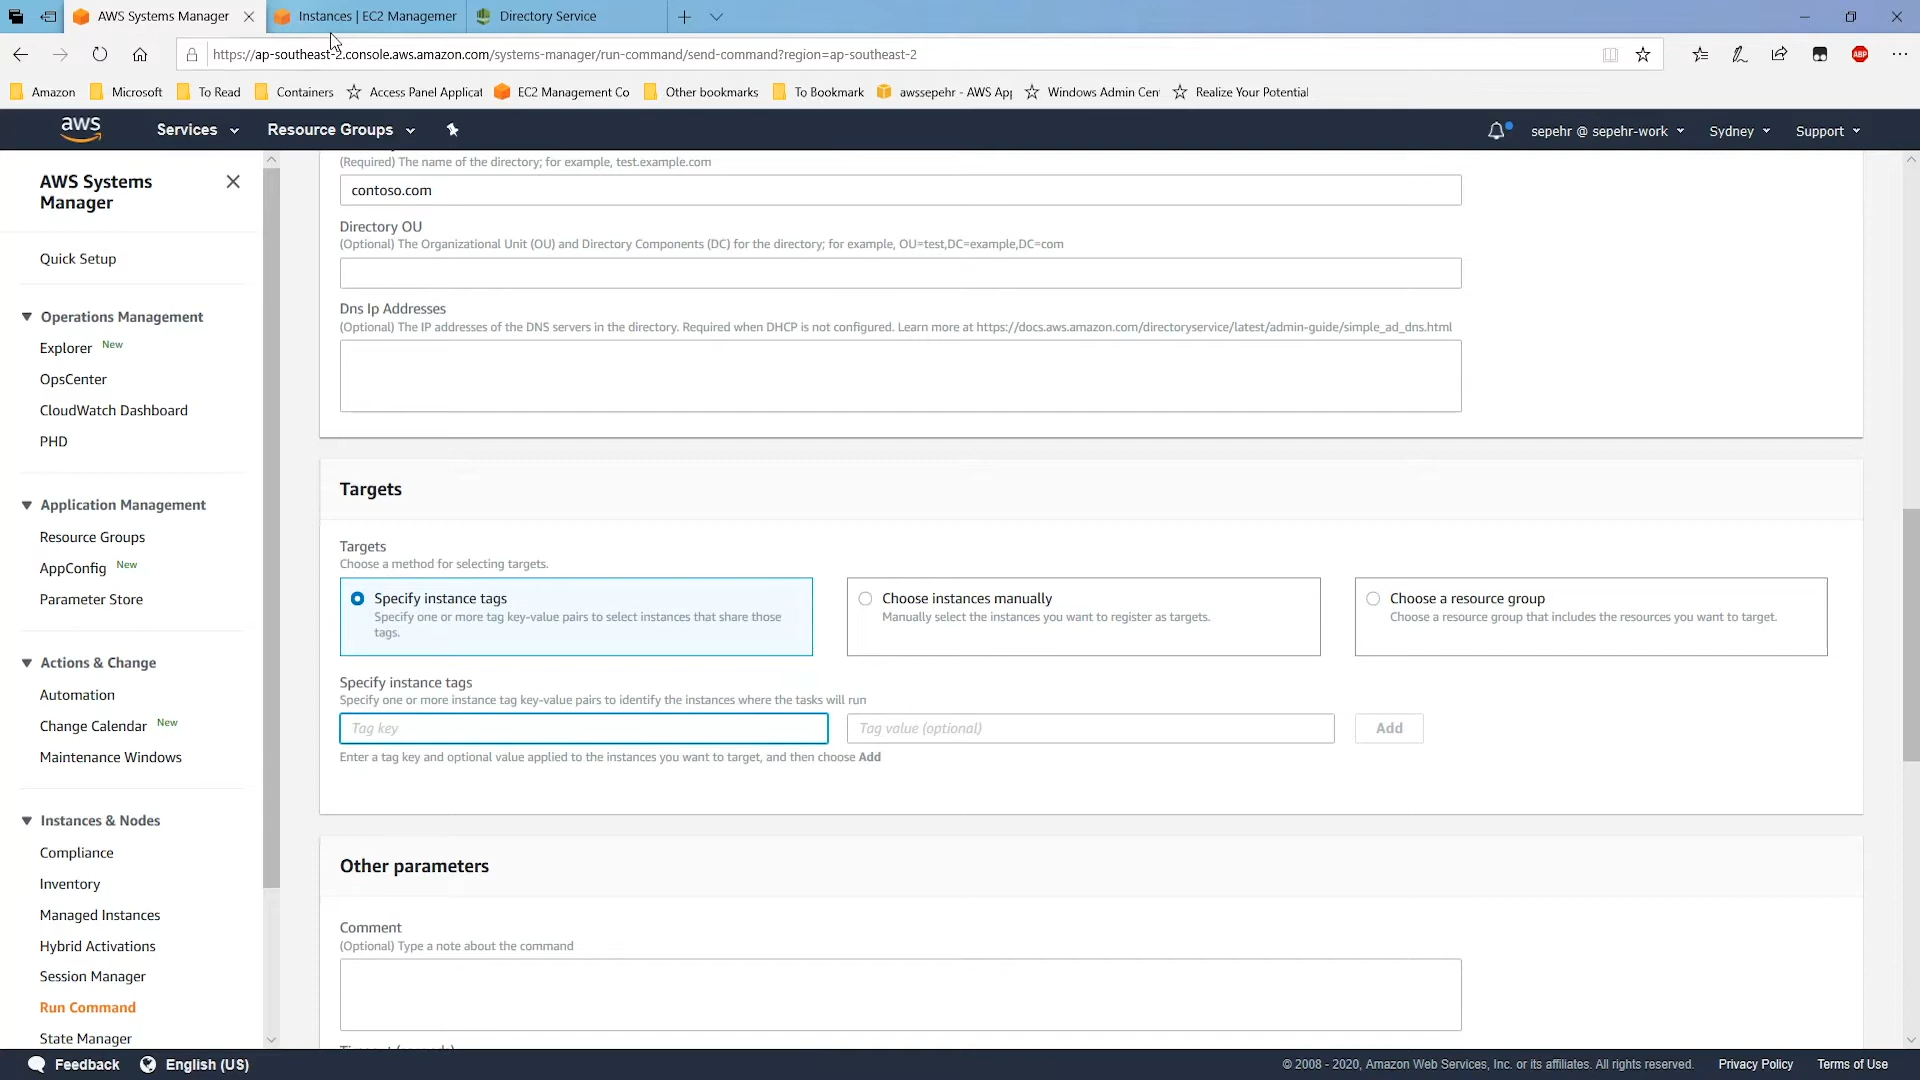 AWS Systems Manager
Instances | EC2 Managemer
Directory Service
https://ap-southeast-2.console.aws.amazon.com/systems-manager/run-command/send-command?region=ap-southeast-2
ABP
Amazon
Microsoft
To Read
Containers
Access Panel Applicat
EC2 Management Co
Other bookmarks
To Bookmark
awssepehr - AWS App
Windows Admin Cen
Realize Your Potential
aws
Services
Resource Groups
sepehr @ sepehr-work
Sydney
Support
AWS Systems
Manager
Quick Setup
Operations Management
Explorer New
OpsCenter
CloudWatch Dashboard
PHD
Application Management
Resource Groups
AppConfig New
Parameter Store
Actions & Change
Automation
Change Calendar New
Maintenance Windows
Instances & Nodes
Compliance
Inventory
Managed Instances
Hybrid Activations
Session Manager
Run Command
State Manager
(Required) The name of the directory; for example, test.example.com
contoso.com
Directory OU
(Optional) The Organizational Unit (OU) and Directory Components (DC) for the directory; for example, OU=test,DC=example,DC=com
Dns Ip Addresses
(Optional) The IP addresses of the DNS servers in the directory. Required when DHCP is not configured. Learn more at https://docs.aws.amazon.com/directoryservice/latest/admin-guide/simple_ad_dns.html
Targets
Targets
Choose a method for selecting targets.
Specify instance tags
Specify one or more tag key-value pairs to select instances that share those
tags.
Choose instances manually
Manually select the instances you want to register as targets.
Choose a resource group
Choose a resource group that includes the resources you want to target.
Specify instance tags
Specify one or more instance tag key-value pairs to identify the instances where the tasks will run
Tag key
Tag value (optional)
Add
Enter a tag key and optional value applied to the instances you want to target, and then choose Add
Other parameters
Comment
(Optional) Type a note about the command
Feedback
English (US)
© 2008 - 2020, Amazon Web Services, Inc. or its affiliates. All rights reserved.
Privacy Policy
Terms of Use